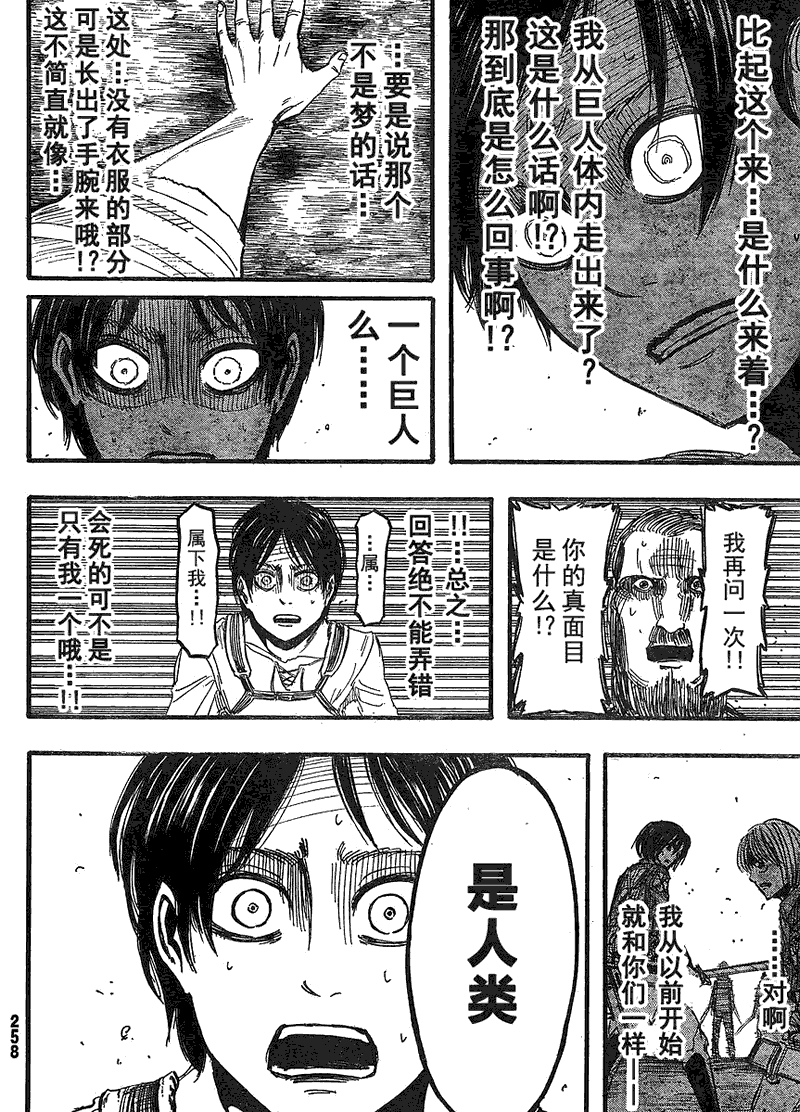 比起这个来…是什么来着…?
我从巨人体内走出来了?
这是什么话啊!?
那到底是怎么回事啊!?
…要是说那个
不是梦的话…
这处…没有衣服的部分
可是长出了手腕来哦!?
这不简直就像…
一个巨人
么……
我再问一次!!
你的真面目
是什么!?
!!…总之…
回答绝不能弄错
…属…
属下我…!!
会死的可不是
只有我一个哦…!!
……对啊
我从以前开始
就和你们一样——
是人类
258